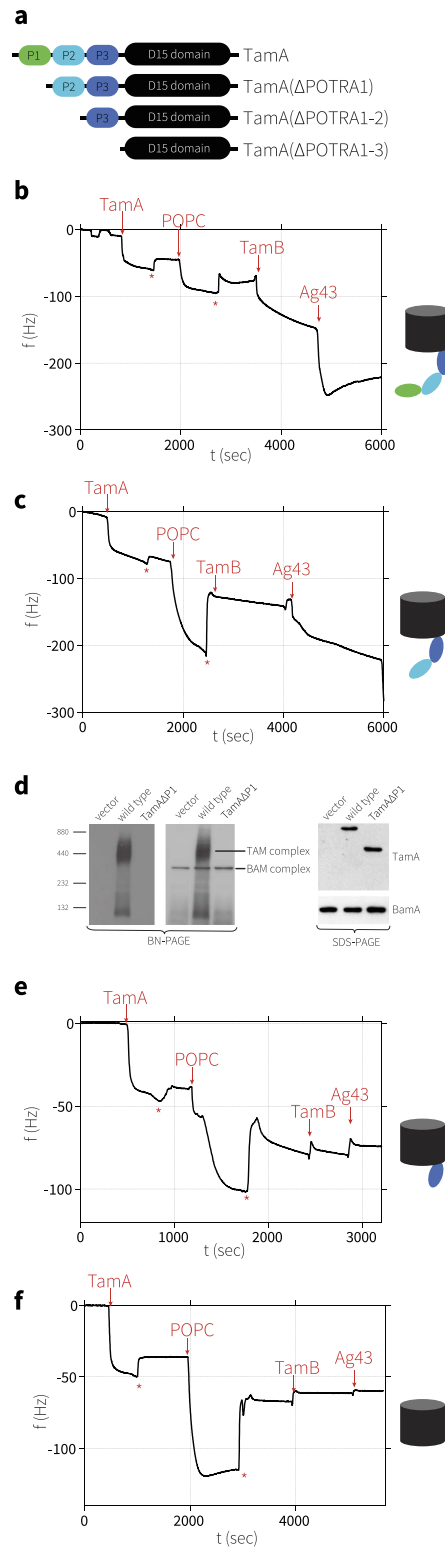 a
P1 P2 P3 D15 domain TamA
P2 P3 D15 domain TamA(ΔPOTRA1)
P3 D15 domain TamA(ΔPOTRA1-2)
D15 domain TamA(ΔPOTRA1-3)
b
TamA
POPC
TamB
Ag43
*
*
0
-100
-200
-300
f (Hz)
0 2000 4000 6000
t (sec)
c
TamA
POPC
TamB
Ag43
*
*
0
-100
-200
-300
f (Hz)
0 2000 4000 6000
t (sec)
d
vector wild type TamAΔP1
vector wild type TamAΔP1
vector wild type TamAΔP1
880
440
232
132
TAM complex
BAM complex
TamA
BamA
BN-PAGE
SDS-PAGE
e
TamA
POPC
TamB
Ag43
*
*
0
-50
-100
f (Hz)
0 1000 2000 3000
t (sec)
f
TamA
POPC
TamB
Ag43
*
*
0
-50
-100
f (Hz)
0 2000 4000
t (sec)